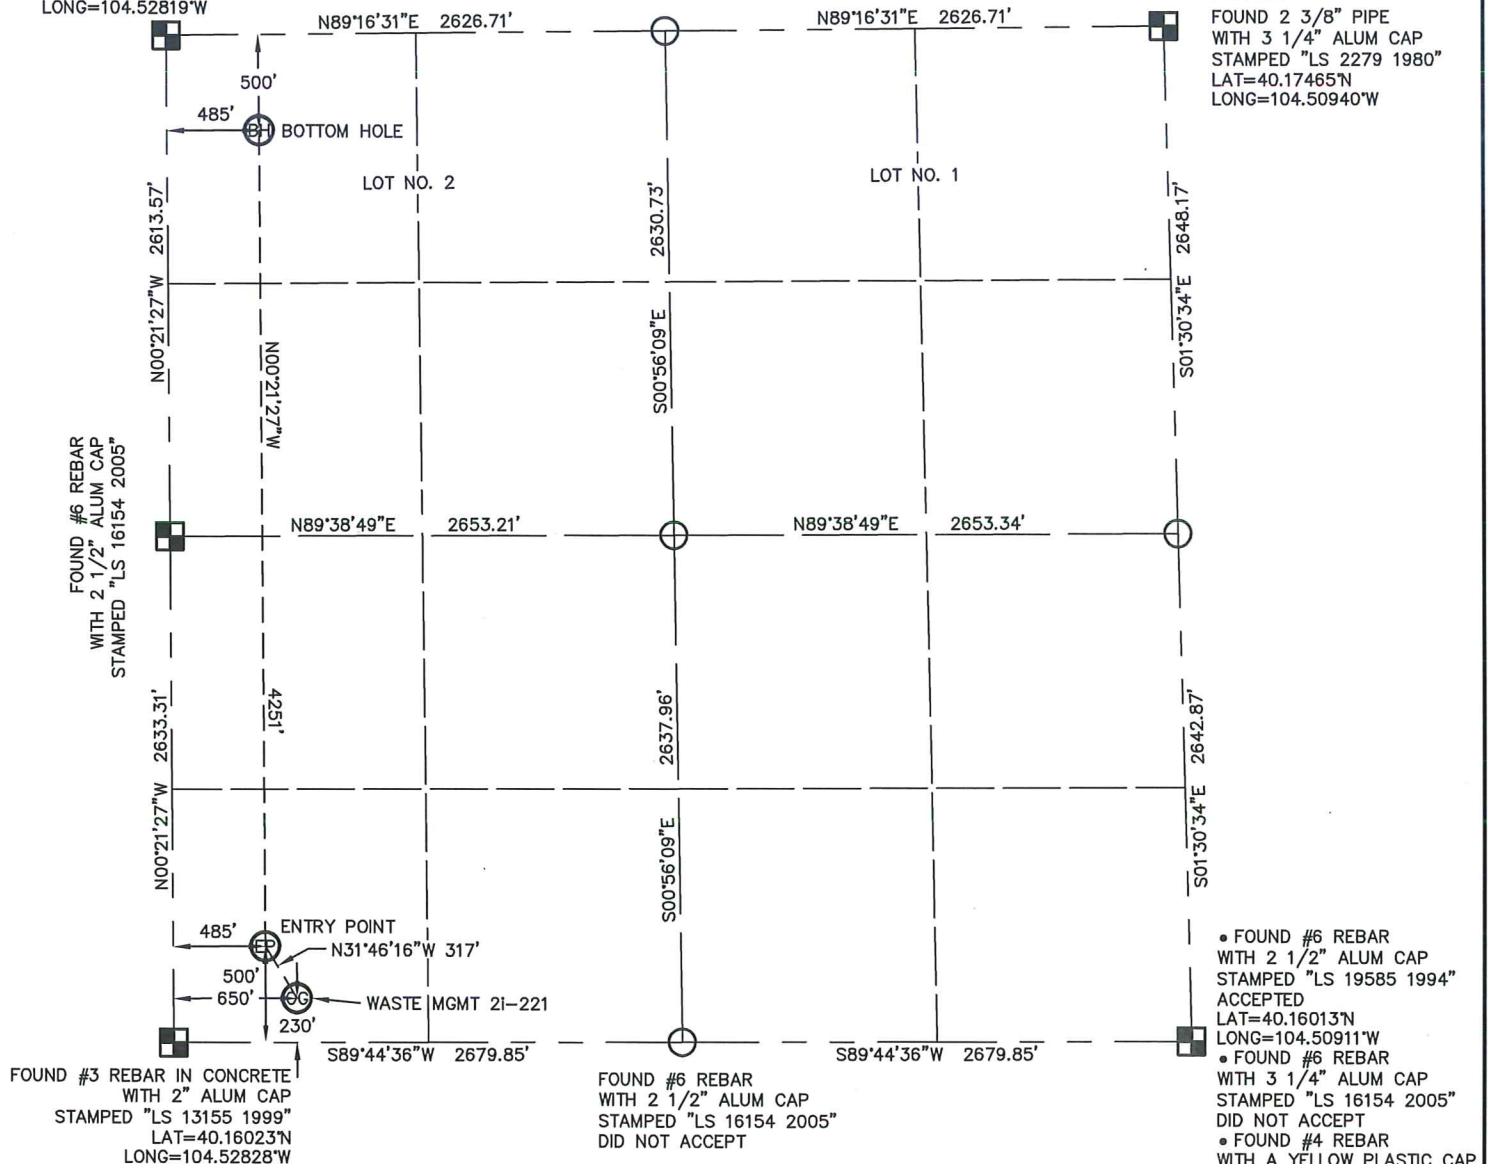 LONG=104.52819°W
N89°16'31"E 2626.71'
N89°16'31"E 2626.71'
FOUND 2 3/8" PIPE
WITH 3 1/4" ALUM CAP
STAMPED "LS 2279 1980"
LAT=40.17465°N
LONG=104.50940°W
500'
485'
BH BOTTOM HOLE
LOT NO. 2
LOT NO. 1
N00°21'27"W 2613.57'
2630.73'
S00°56'09"E
S01°30'34"E 2648.17'
N00°21'27"W
4251'
FOUND #6 REBAR
WITH 2 1/2" ALUM CAP
STAMPED "LS 16154 2005"
N89°38'49"E 2653.21'
N89°38'49"E 2653.34'
N00°21'27"W 2633.31'
2637.96'
S00°56'09"E
S01°30'34"E 2642.87'
485'
EP
ENTRY POINT
N31°46'16"W 317'
500'
650'
OG
WASTE MGMT 2i-221
230'
S89°44'36"W 2679.85'
S89°44'36"W 2679.85'
FOUND #3 REBAR IN CONCRETE
WITH 2" ALUM CAP
STAMPED "LS 13155 1999"
LAT=40.16023°N
LONG=104.52828°W
FOUND #6 REBAR
WITH 2 1/2" ALUM CAP
STAMPED "LS 16154 2005"
DID NOT ACCEPT
• FOUND #6 REBAR
WITH 2 1/2" ALUM CAP
STAMPED "LS 19585 1994"
ACCEPTED
LAT=40.16013°N
LONG=104.50911°W
• FOUND #6 REBAR
WITH 3 1/4" ALUM CAP
STAMPED "LS 16154 2005"
DID NOT ACCEPT
• FOUND #4 REBAR
WITH A YELLOW PLASTIC CAP